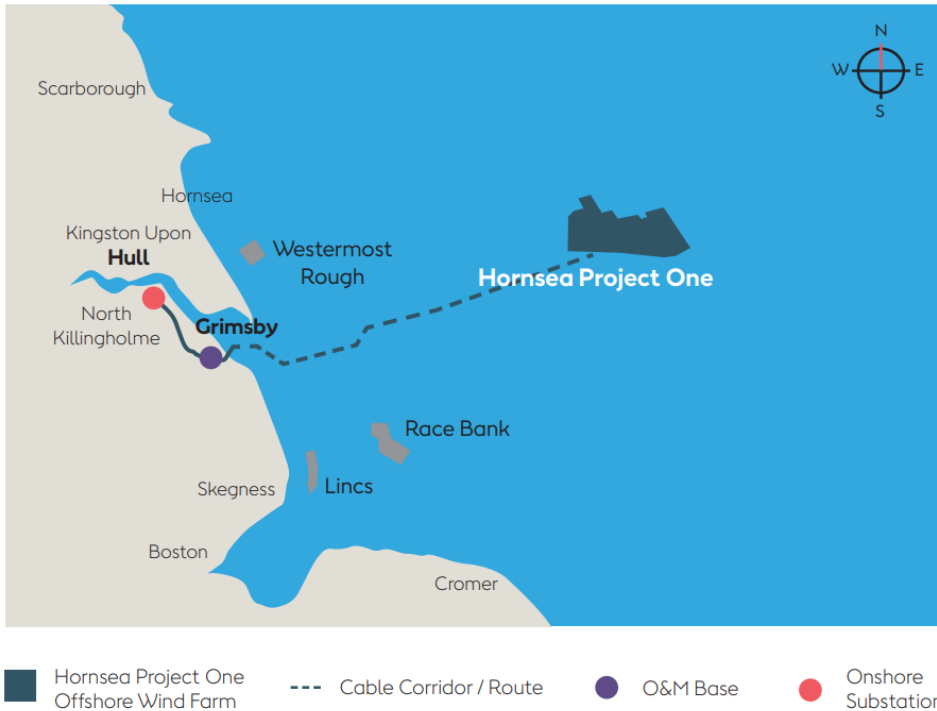 N
W
E
S
Scarborough
Hornsea
Kingston Upon
Hull
Westermost
Rough
Hornsea Project One
North
Killingholme
Grimsby
Race Bank
Skegness
Lincs
Boston
Cromer
Hornsea Project One
Offshore Wind Farm
Cable Corridor / Route
O&M Base
Onshore
Substation